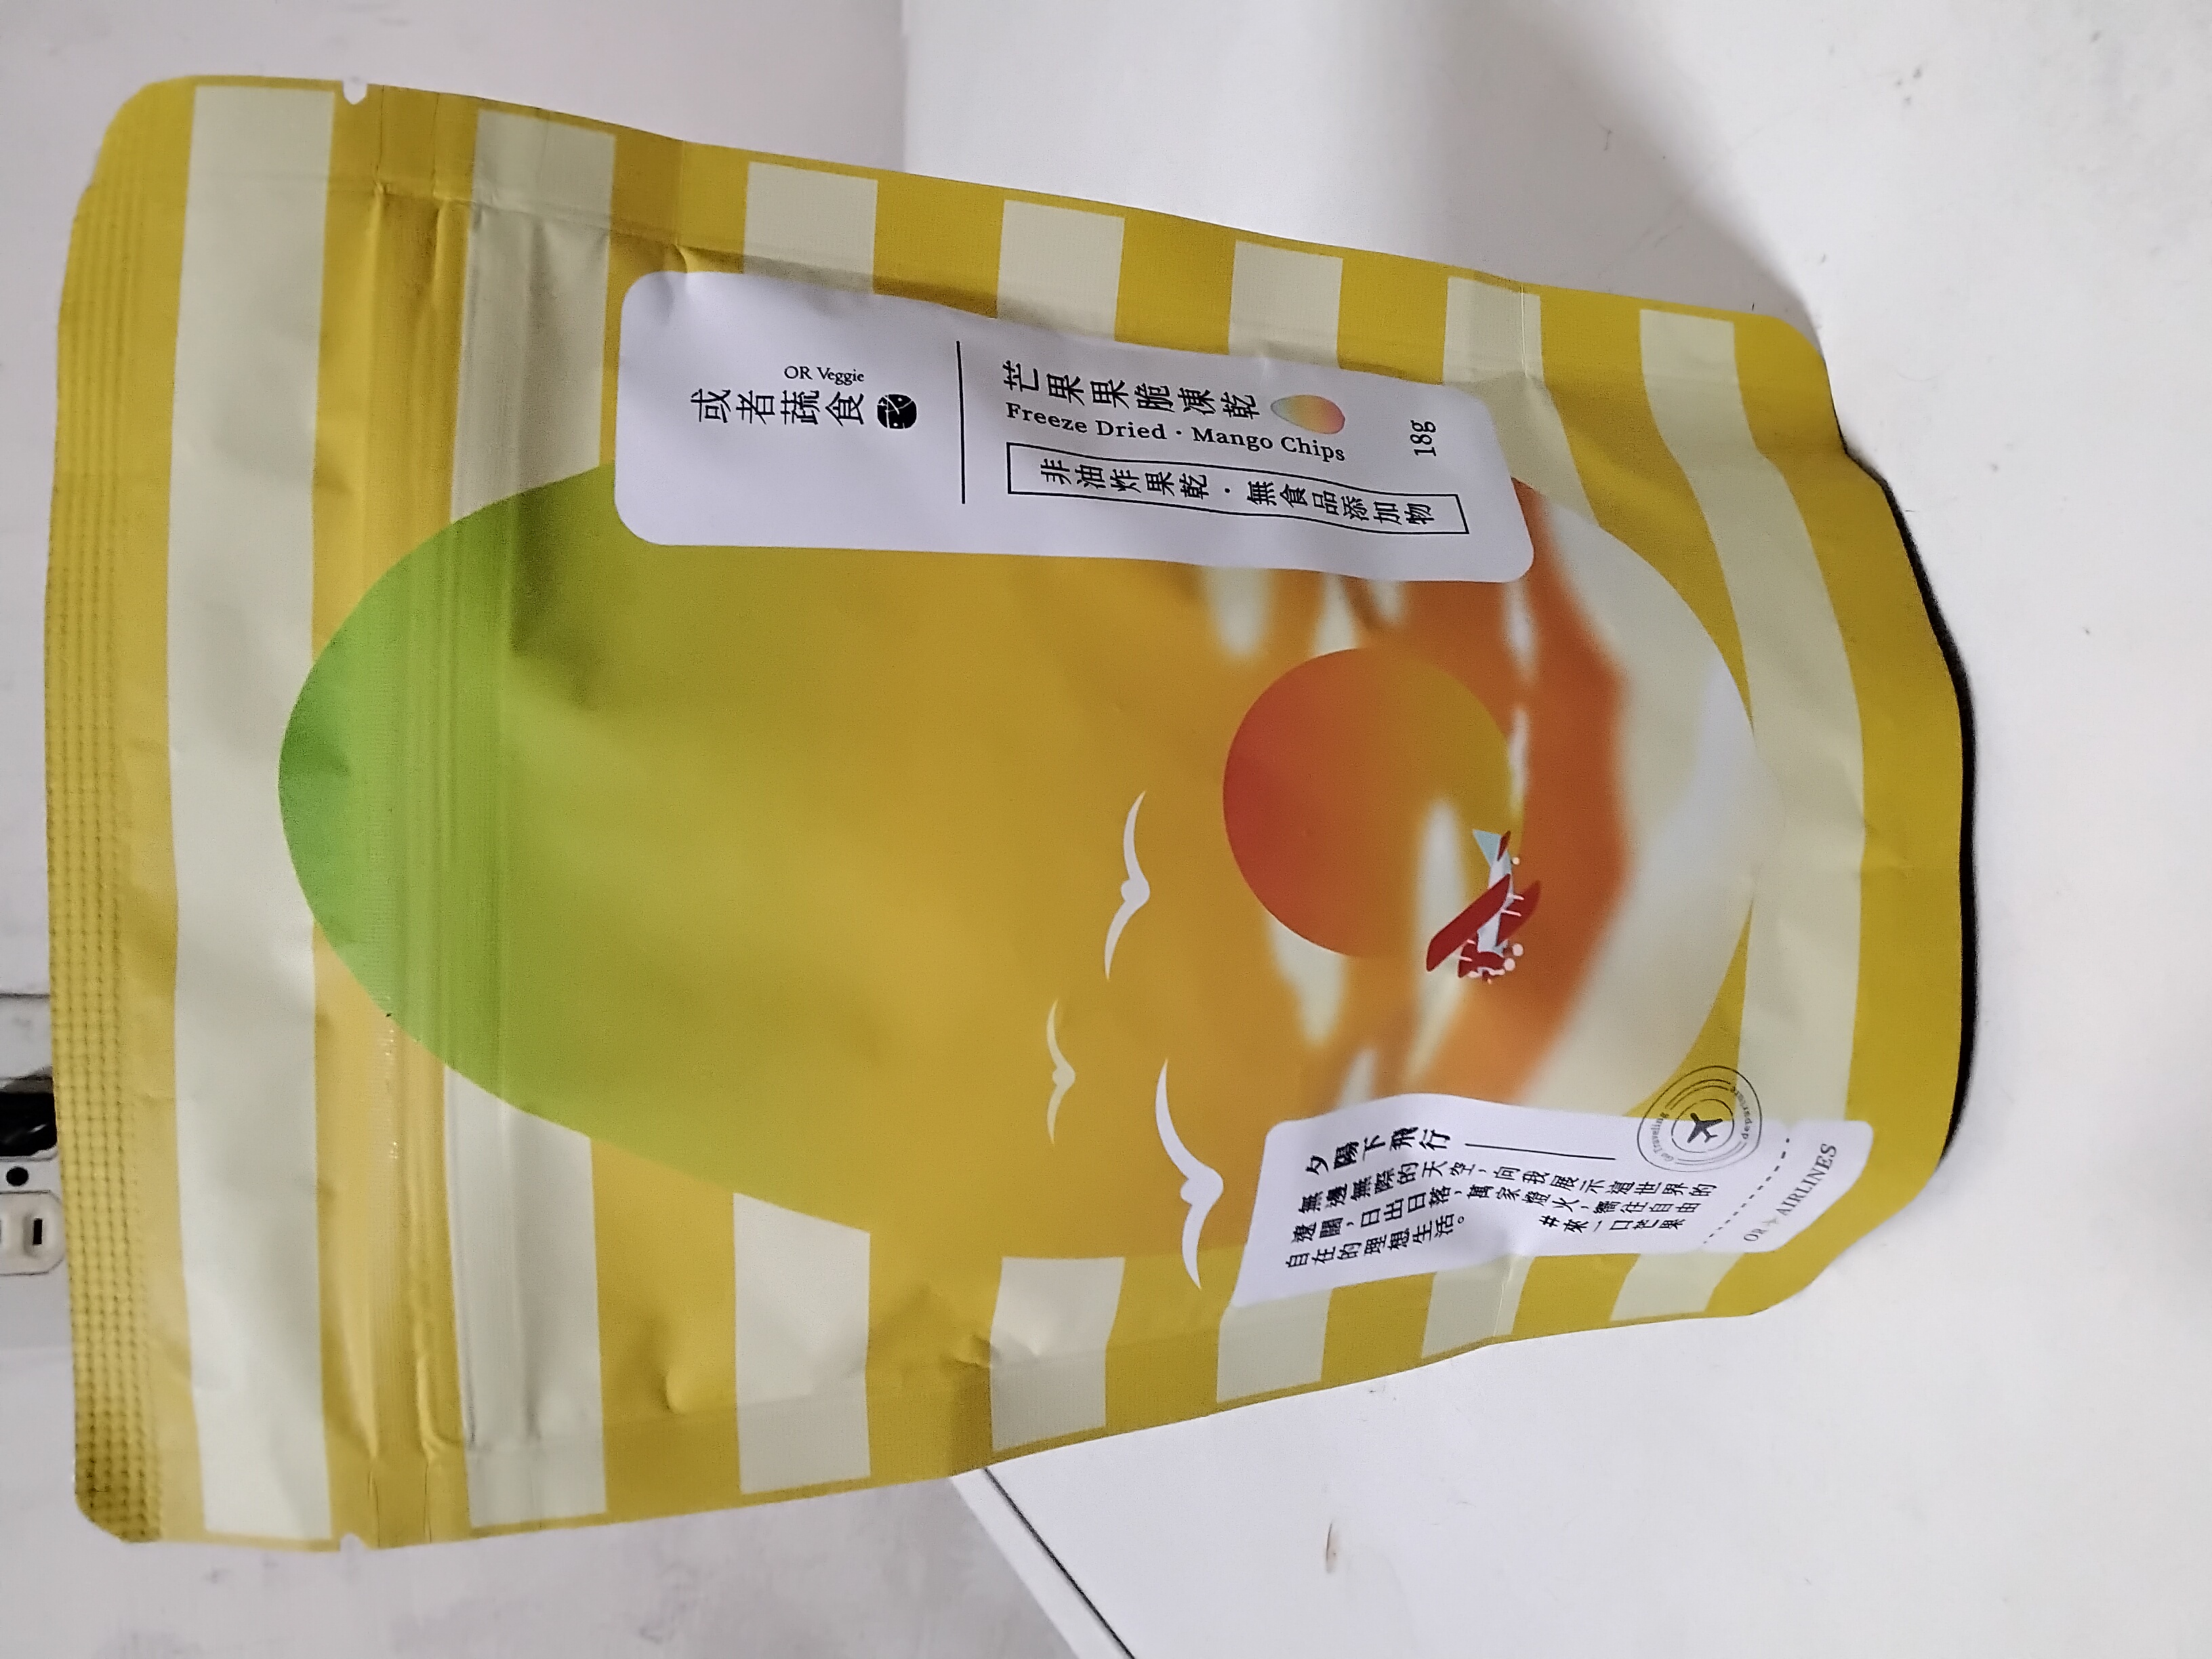 OR Veggie
或者蔬食
芒果果脆凍乾
Freeze Dried · Mango Chips
非油炸果乾・無食品添加物
18g
夕陽下飛行
無邊無際的天空，向我展示這世界的
遼闊，日出日落，萬家燈火，嚮往自由
自在的理想生活。
#來一口芒果
Go Traveling
departure
OR AIRLINES